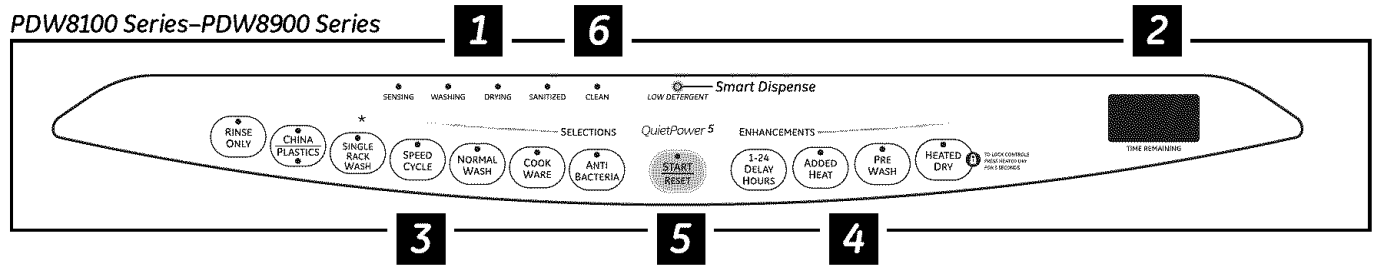 PDW8100 Series–PDW8900 Series
1
6
2
SENSING
WASHING
DRYING
SANITIZED
CLEAN
LOW DETERGENT
Smart Dispense
*
SELECTIONS
QuietPower 5
ENHANCEMENTS
RINSE
ONLY
CHINA
PLASTICS
SINGLE
RACK
WASH
SPEED
CYCLE
NORMAL
WASH
COOK
WARE
ANTI
BACTERIA
START
RESET
1-24
DELAY
HOURS
ADDED
HEAT
PRE
WASH
HEATED
DRY
TO LOCK CONTROLS
PRESS HEATED DRY
FOR 5 SECONDS
TIME REMAINING
3
5
4